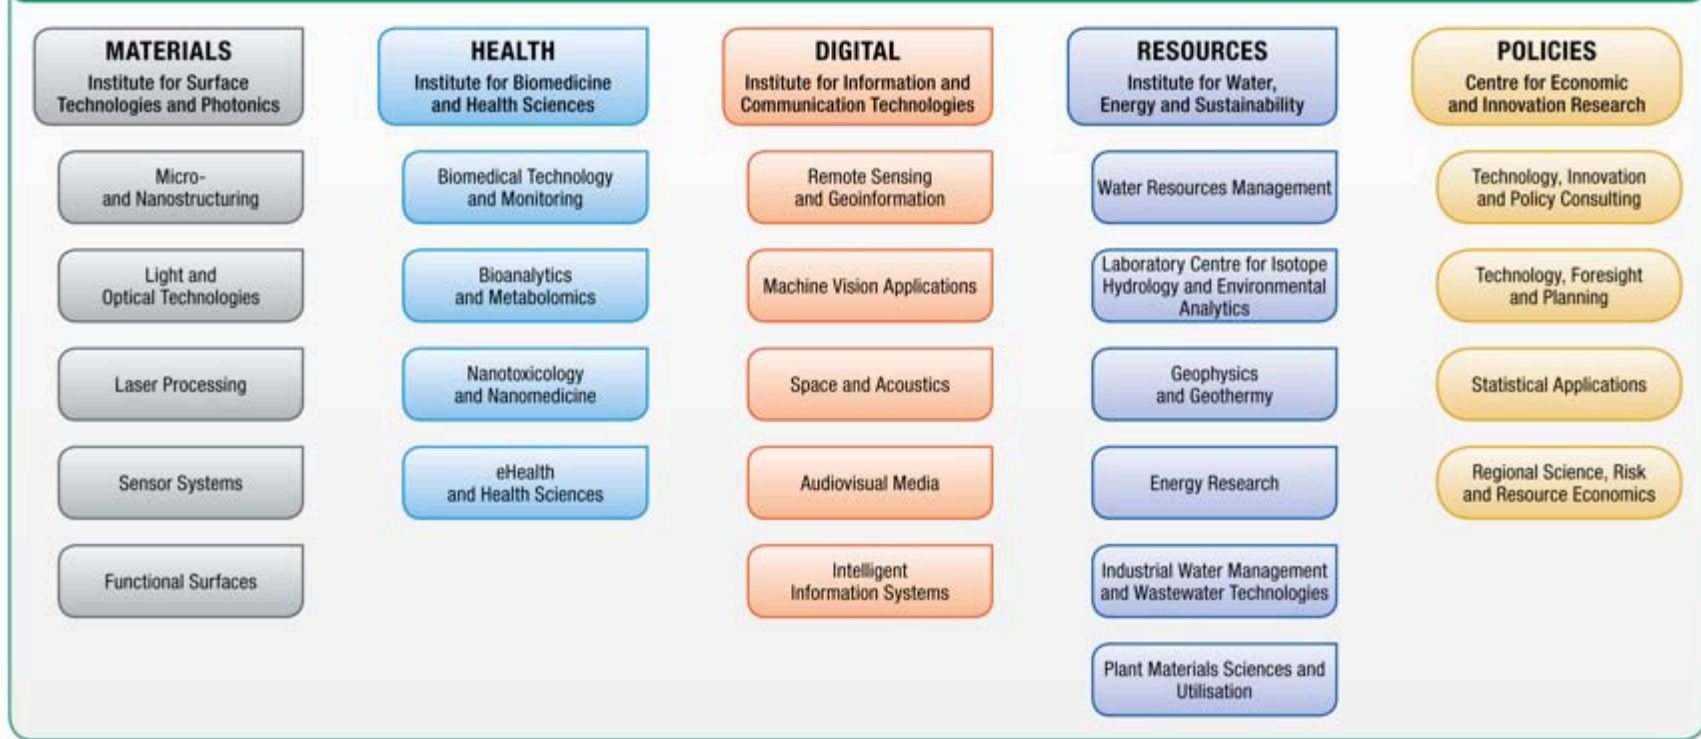 MATERIALS
Institute for Surface
Technologies and Photonics
Micro-
and Nanostructuring
Light and
Optical Technologies
Laser Processing
Sensor Systems
Functional Surfaces
HEALTH
Institute for Biomedicine
and Health Sciences
Biomedical Technology
and Monitoring
Bioanalytics
and Metabolomics
Nanotoxicology
and Nanomedicine
eHealth
and Health Sciences
DIGITAL
Institute for Information and
Communication Technologies
Remote Sensing
and Geoinformation
Machine Vision Applications
Space and Acoustics
Audiovisual Media
Intelligent
Information Systems
RESOURCES
Institute for Water,
Energy and Sustainability
Water Resources Management
Laboratory Centre for Isotope
Hydrology and Environmental
Analytics
Geophysics
and Geothermy
Energy Research
Industrial Water Management
and Wastewater Technologies
Plant Materials Sciences and
Utilisation
POLICIES
Centre for Economic
and Innovation Research
Technology, Innovation
and Policy Consulting
Technology, Foresight
and Planning
Statistical Applications
Regional Science, Risk
and Resource Economics